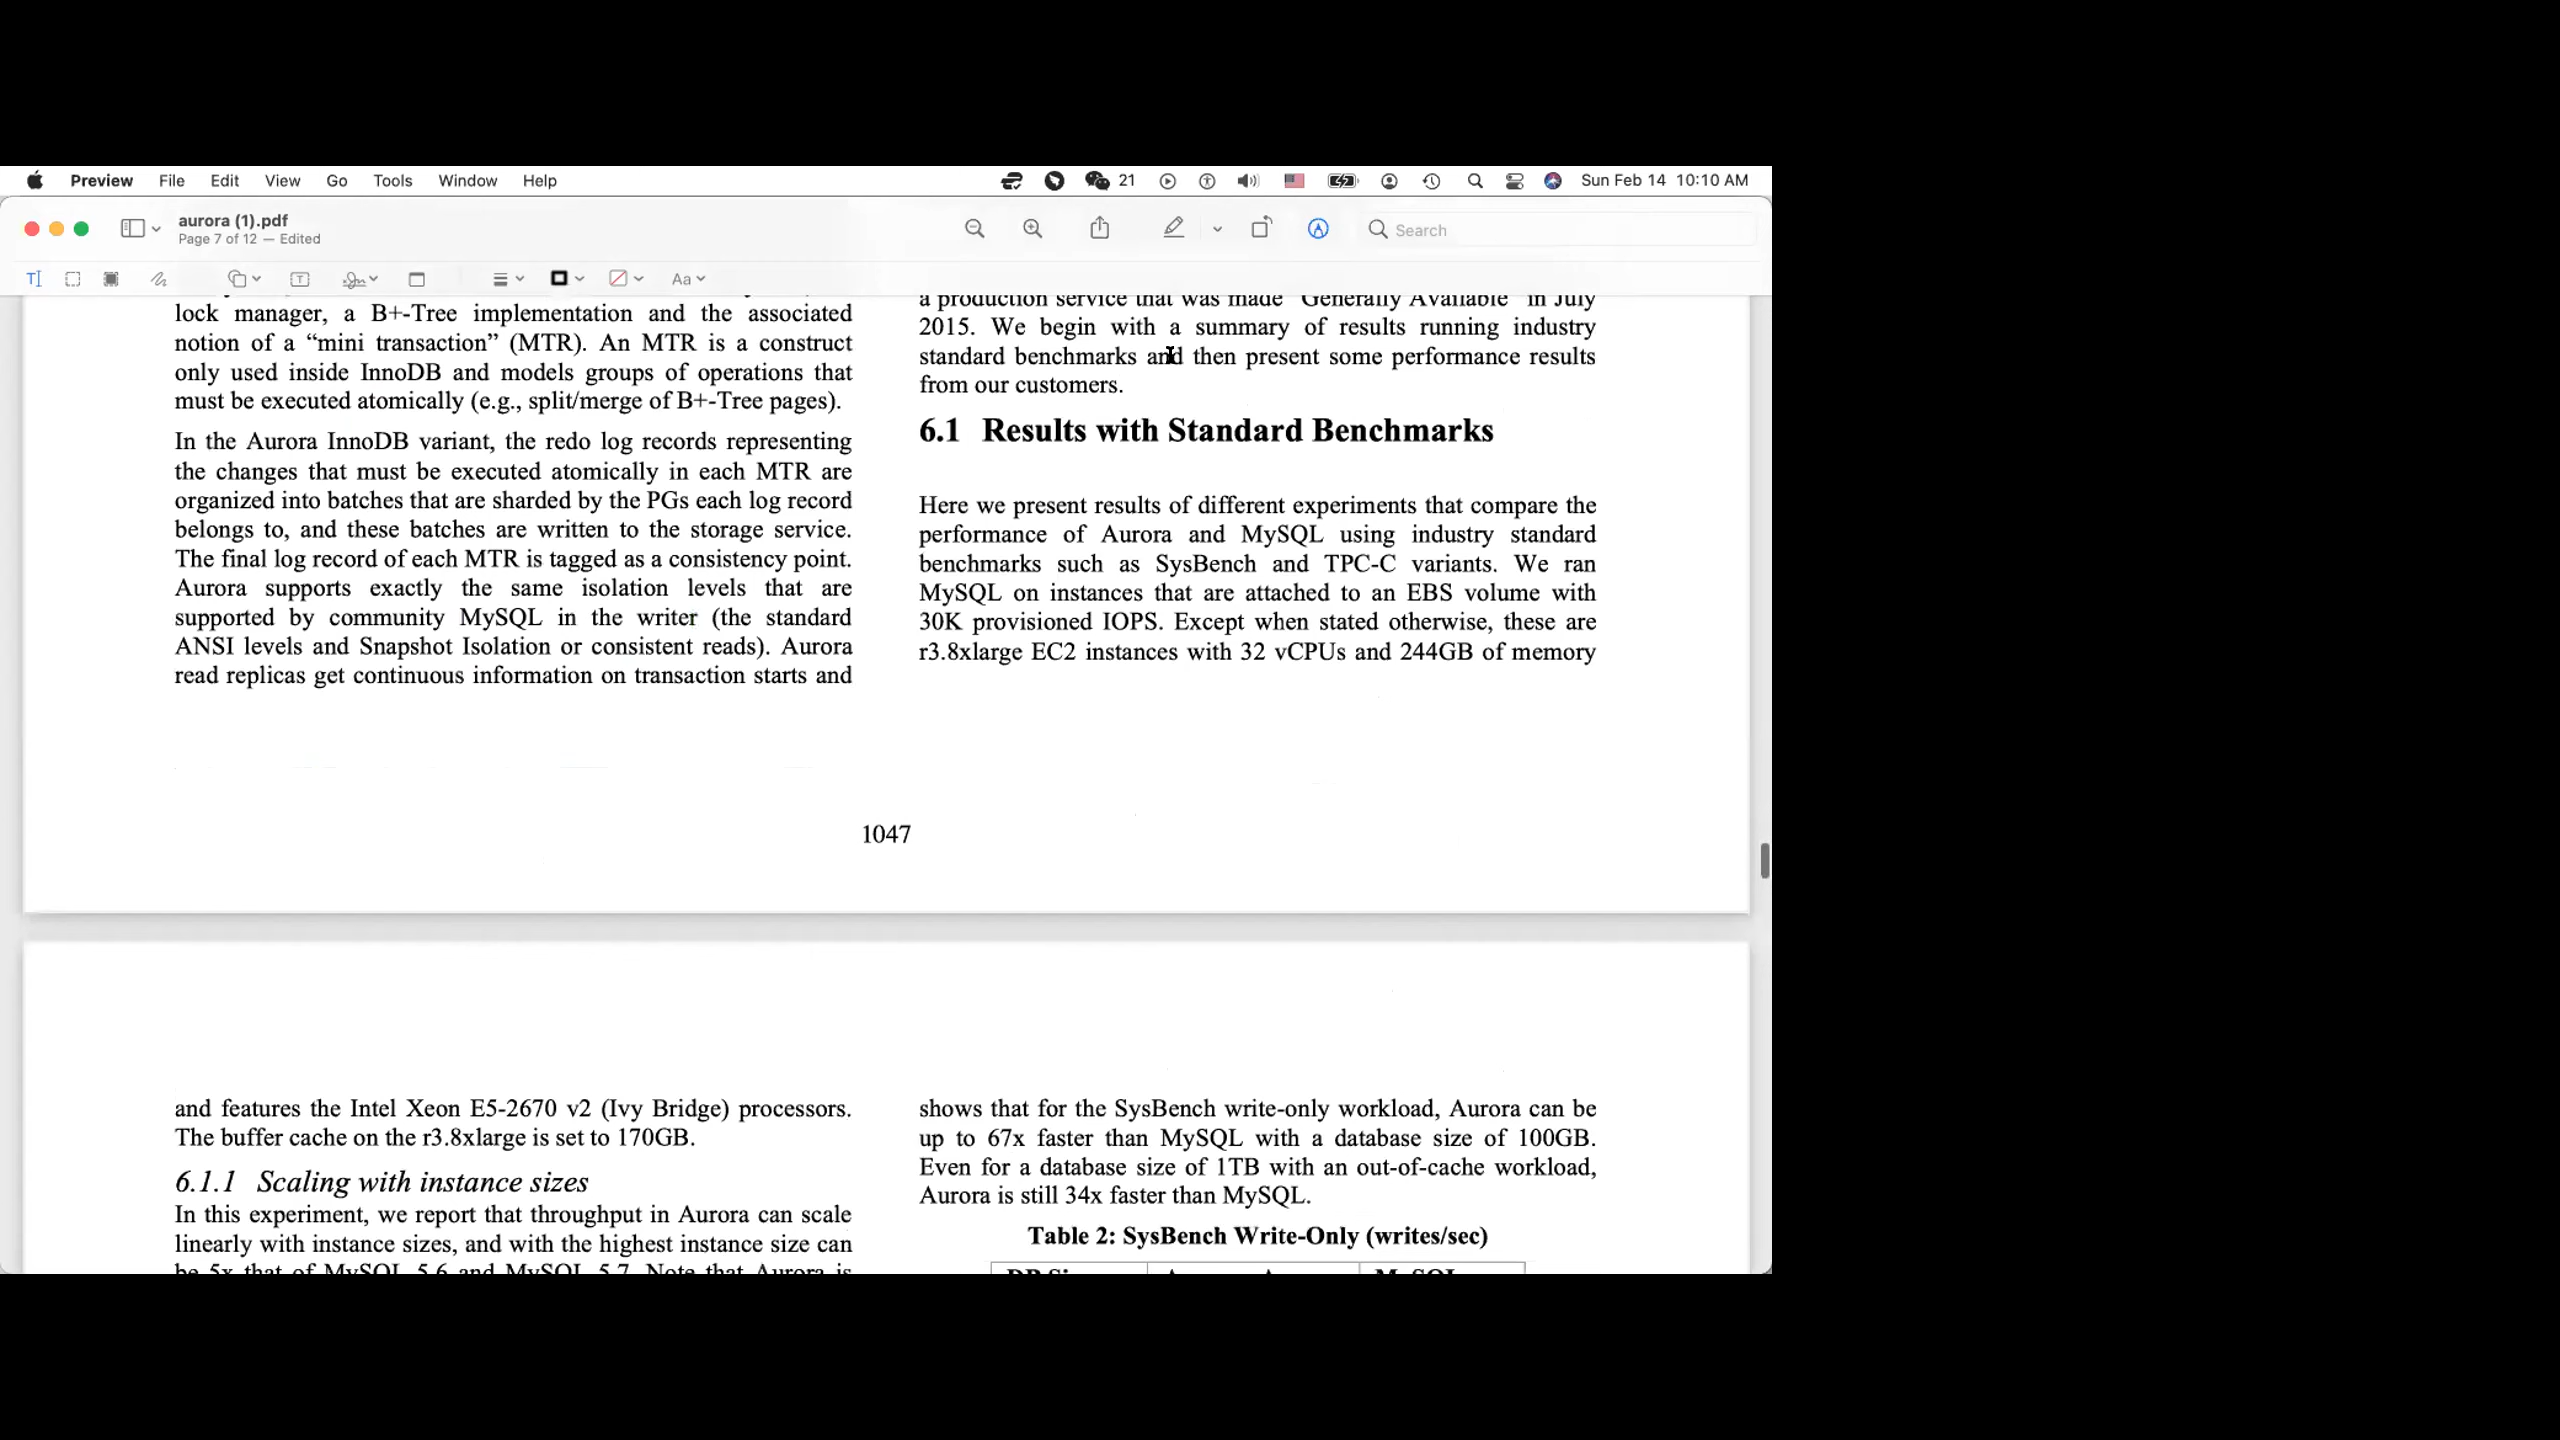 Preview File Edit View Go Tools Window Help 21 Sun Feb 14 10:10 AM
aurora (1).pdf
Page 7 of 12 — Edited
Search
Aa
lock manager, a B+-Tree implementation and the associated
notion of a “mini transaction” (MTR). An MTR is a construct
only used inside InnoDB and models groups of operations that
must be executed atomically (e.g., split/merge of B+-Tree pages).
In the Aurora InnoDB variant, the redo log records representing
the changes that must be executed atomically in each MTR are
organized into batches that are sharded by the PGs each log record
belongs to, and these batches are written to the storage service.
The final log record of each MTR is tagged as a consistency point.
Aurora supports exactly the same isolation levels that are
supported by community MySQL in the writer (the standard
ANSI levels and Snapshot Isolation or consistent reads). Aurora
read replicas get continuous information on transaction starts and
a production service that was made “Generally Available” in July
2015. We begin with a summary of results running industry
standard benchmarks and then present some performance results
from our customers.
6.1 Results with Standard Benchmarks
Here we present results of different experiments that compare the
performance of Aurora and MySQL using industry standard
benchmarks such as SysBench and TPC-C variants. We ran
MySQL on instances that are attached to an EBS volume with
30K provisioned IOPS. Except when stated otherwise, these are
r3.8xlarge EC2 instances with 32 vCPUs and 244GB of memory
1047
and features the Intel Xeon E5-2670 v2 (Ivy Bridge) processors.
The buffer cache on the r3.8xlarge is set to 170GB.
6.1.1 Scaling with instance sizes
In this experiment, we report that throughput in Aurora can scale
linearly with instance sizes, and with the highest instance size can
be 5x that of MySQL 5.6 and MySQL 5.7. Note that Aurora is
shows that for the SysBench write-only workload, Aurora can be
up to 67x faster than MySQL with a database size of 100GB.
Even for a database size of 1TB with an out-of-cache workload,
Aurora is still 34x faster than MySQL.
Table 2: SysBench Write-Only (writes/sec)